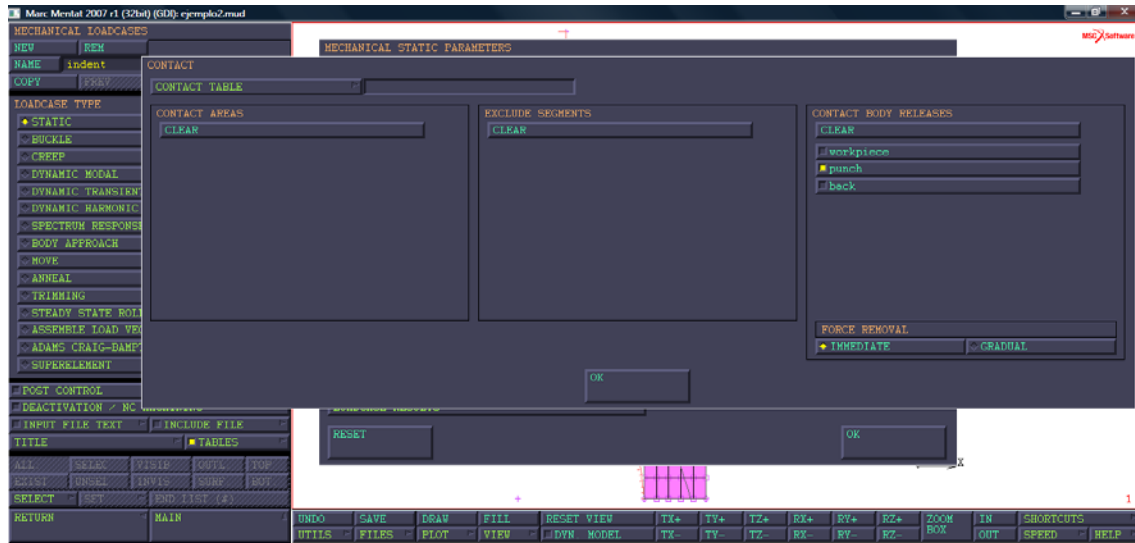 Marc Mentat 2007 r1 (32bit) (GDI): ejemplo2.mud
MECHANICAL LOADCASES
NEW REM
NAME indent
COPY PREV
LOADCASE TYPE
STATIC
BUCKLE
CREEP
DYNAMIC MODAL
DYNAMIC TRANSIENT
DYNAMIC HARMONIC
SPECTRUM RESPONSE
BODY APPROACH
MOVE
ANNEAL
TRIMMING
STEADY STATE ROLL
ASSEMBLE LOAD VEC
ADAMS CRAIG-BAMP
SUPERELEMENT
POST CONTROL
DEACTIVATION / NC
INPUT FILE TEXT INCLUDE FILE
TITLE TABLES
ALL SELEC VISIB OUTL TOP
EXIST UNSEL INVIS SURF BOT
SELECT SET END LIST (#)
RETURN MAIN
MSC Software
MECHANICAL STATIC PARAMETERS
CONTACT
CONTACT TABLE
CONTACT AREAS
CLEAR
EXCLUDE SEGMENTS
CLEAR
CONTACT BODY RELEASES
CLEAR
workpiece
punch
back
FORCE REMOVAL
IMMEDIATE GRADUAL
OK
RESET OK
X
1
UNDO SAVE DRAW FILL RESET VIEW TX+ TY+ TZ+ RX+ RY+ RZ+ ZOOM BOX IN SHORTCUTS
UTILS FILES PLOT VIEW DYN MODEL TX- TY- TZ- RX- RY- RZ- OUT SPEED HELP